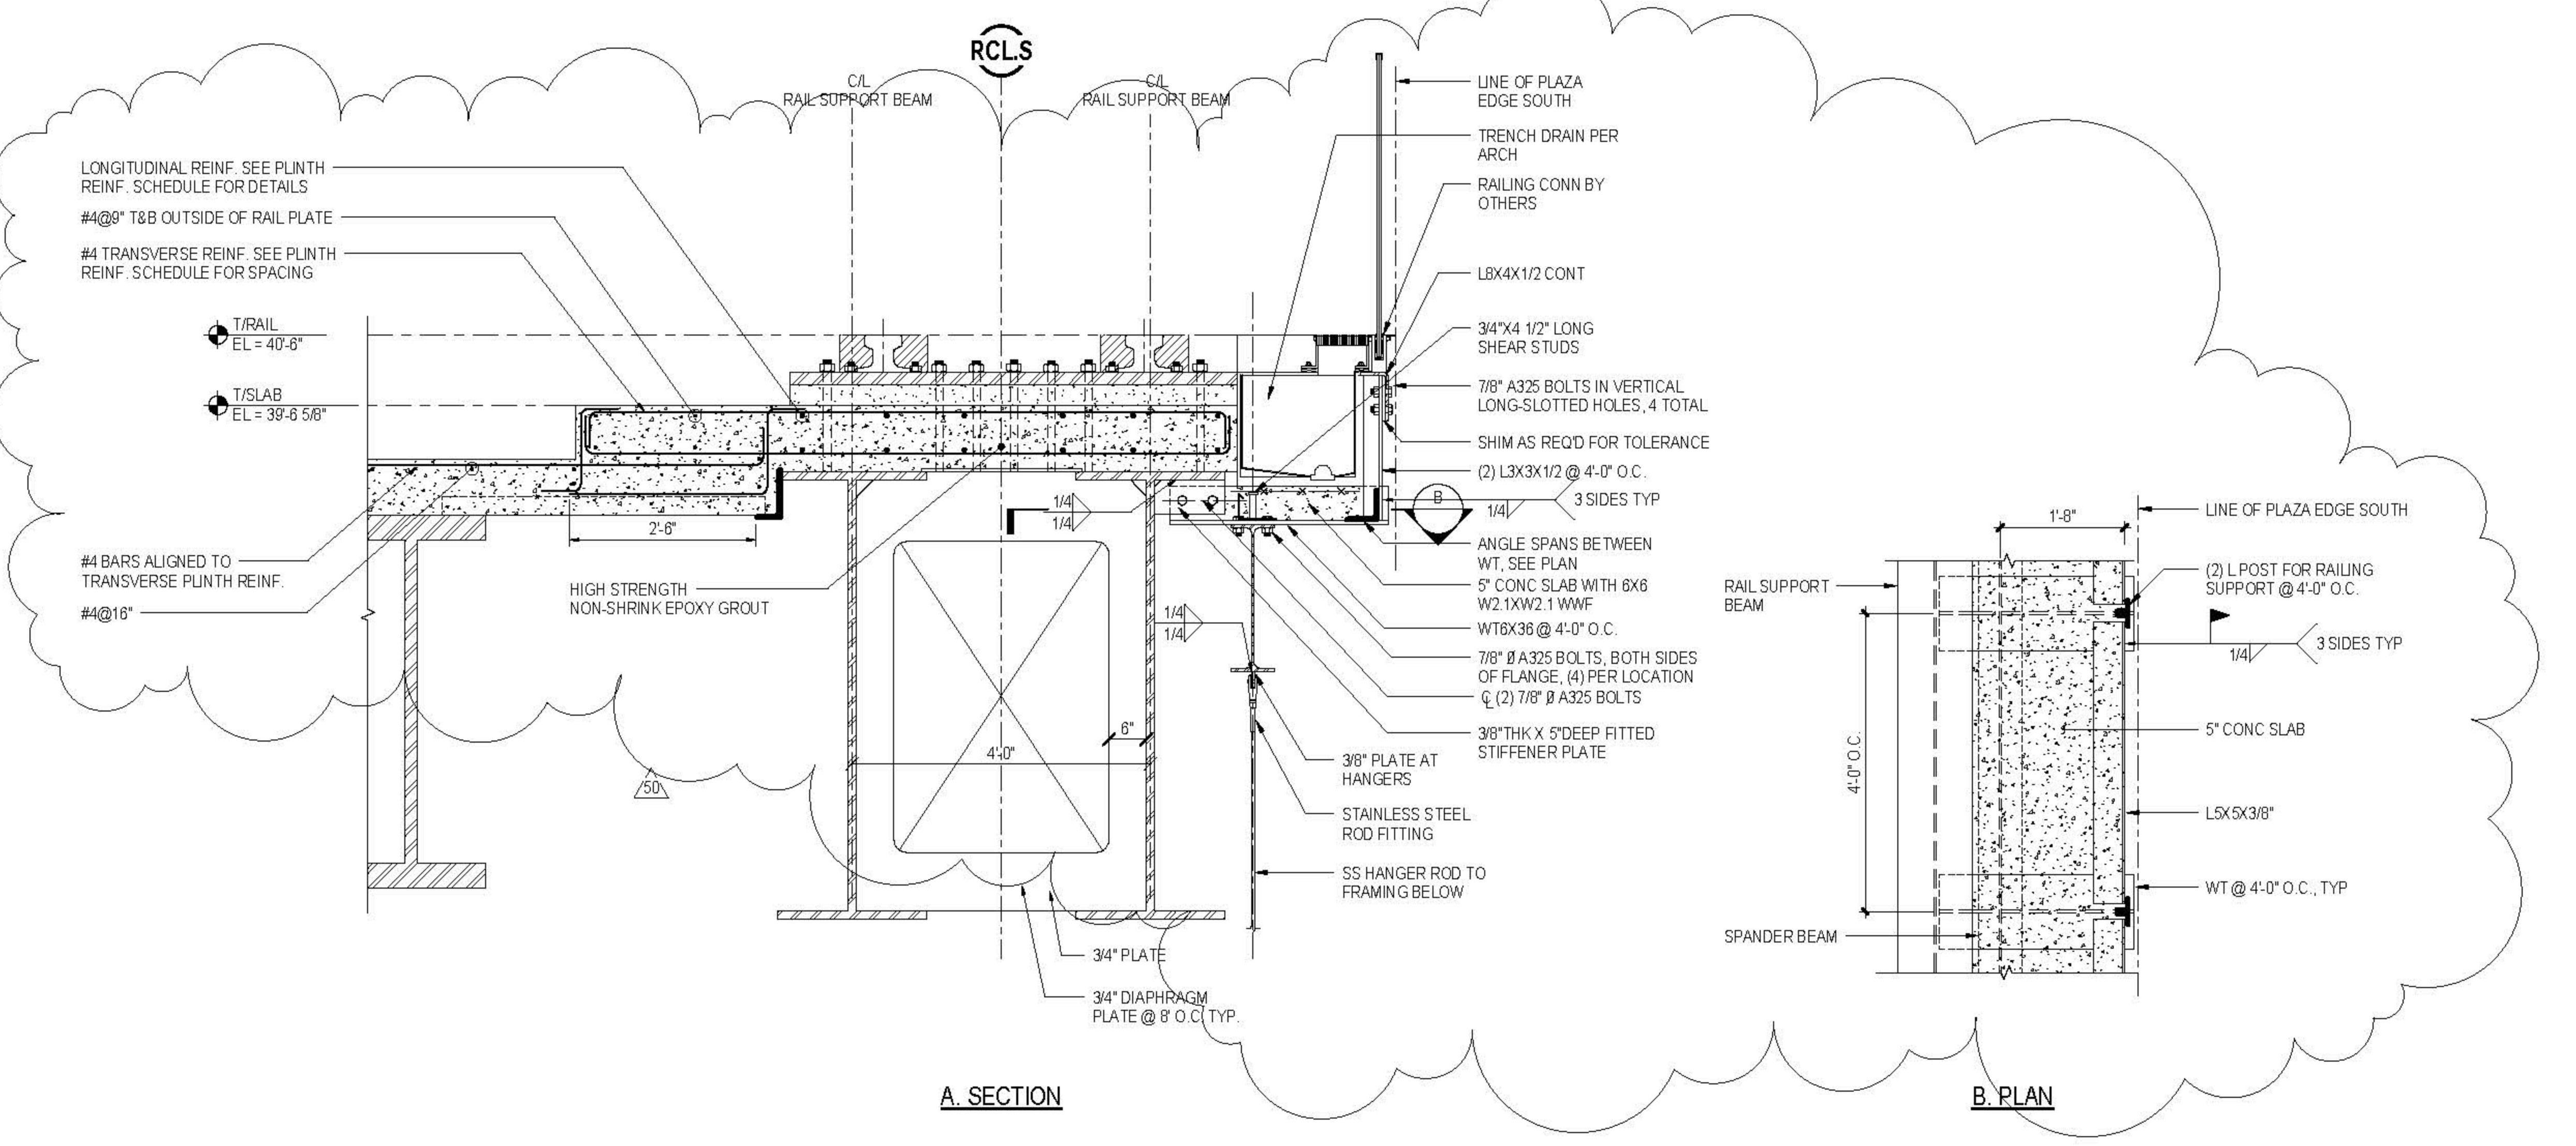 RCL.S
C/L
RAIL SUPPORT BEAM
C/L
RAIL SUPPORT BEAM
LONGITUDINAL REINF. SEE PLINTH
REINF. SCHEDULE FOR DETAILS
#4@9" T&B OUTSIDE OF RAIL PLATE
#4 TRANSVERSE REINF. SEE PLINTH
REINF. SCHEDULE FOR SPACING
T/RAIL
EL = 40'-6"
T/SLAB
EL = 39'-6 5/8"
2'-6"
#4 BARS ALIGNED TO
TRANSVERSE PLINTH REINF.
#4@16"
HIGH STRENGTH
NON-SHRINK EPOXY GROUT
1/4
1/4
1/4
1/4
6"
4'-0"
50
LINE OF PLAZA
EDGE SOUTH
TRENCH DRAIN PER
ARCH
RAILING CONN BY
OTHERS
L8X4X1/2 CONT
3/4"X4 1/2" LONG
SHEAR STUDS
7/8" A325 BOLTS IN VERTICAL
LONG-SLOTTED HOLES, 4 TOTAL
SHIM AS REQ'D FOR TOLERANCE
(2) L3X3X1/2 @ 4'-0" O.C.
B
1/4
3 SIDES TYP
ANGLE SPANS BETWEEN
WT, SEE PLAN
5" CONC SLAB WITH 6X6
W2.1XW2.1 WWF
WT6X36 @ 4'-0" O.C.
7/8" Ø A325 BOLTS, BOTH SIDES
OF FLANGE, (4) PER LOCATION
℄ (2) 7/8" Ø A325 BOLTS
3/8"THK X 5"DEEP FITTED
STIFFENER PLATE
3/8" PLATE AT
HANGERS
STAINLESS STEEL
ROD FITTING
SS HANGER ROD TO
FRAMING BELOW
3/4" PLATE
3/4" DIAPHRAGM
PLATE @ 8' O.C. TYP.
A. SECTION
1'-8"
LINE OF PLAZA EDGE SOUTH
RAIL SUPPORT
BEAM
(2) L POST FOR RAILING
SUPPORT @ 4'-0" O.C.
1/4
3 SIDES TYP
4'-0" O.C.
5" CONC SLAB
L5X5X3/8"
WT @ 4'-0" O.C., TYP
SPANDER BEAM
B. PLAN